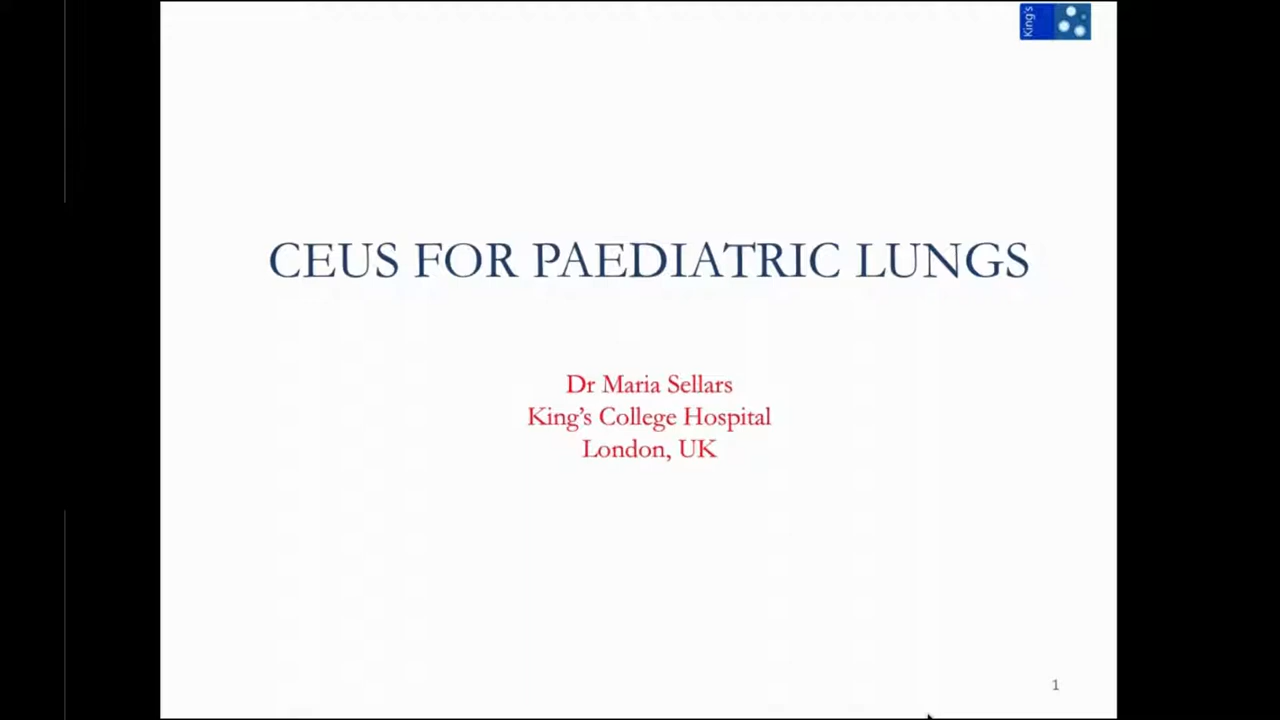 King's
CEUS FOR PAEDIATRIC LUNGS
Dr Maria Sellars
King's College Hospital
London, UK
1